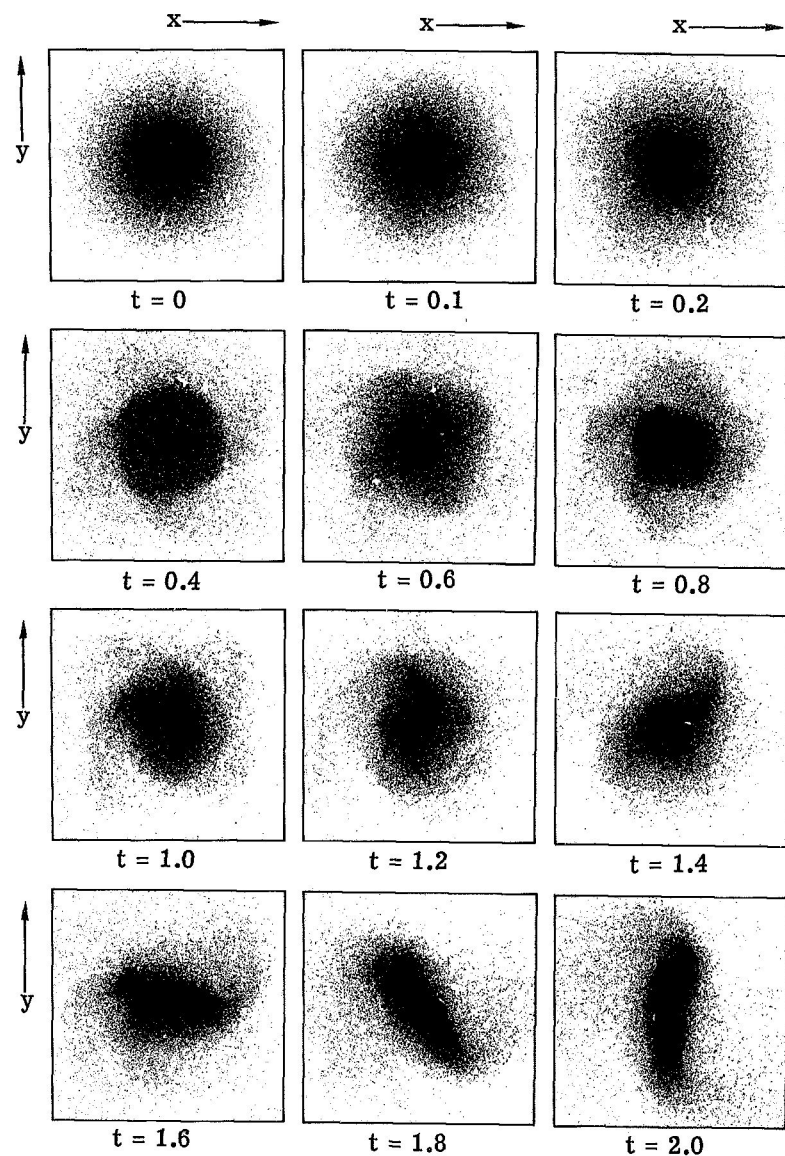 x x x
y
t = 0 t = 0.1 t = 0.2
y
t = 0.4 t = 0.6 t = 0.8
y
t = 1.0 t = 1.2 t = 1.4
y
t = 1.6 t = 1.8 t = 2.0